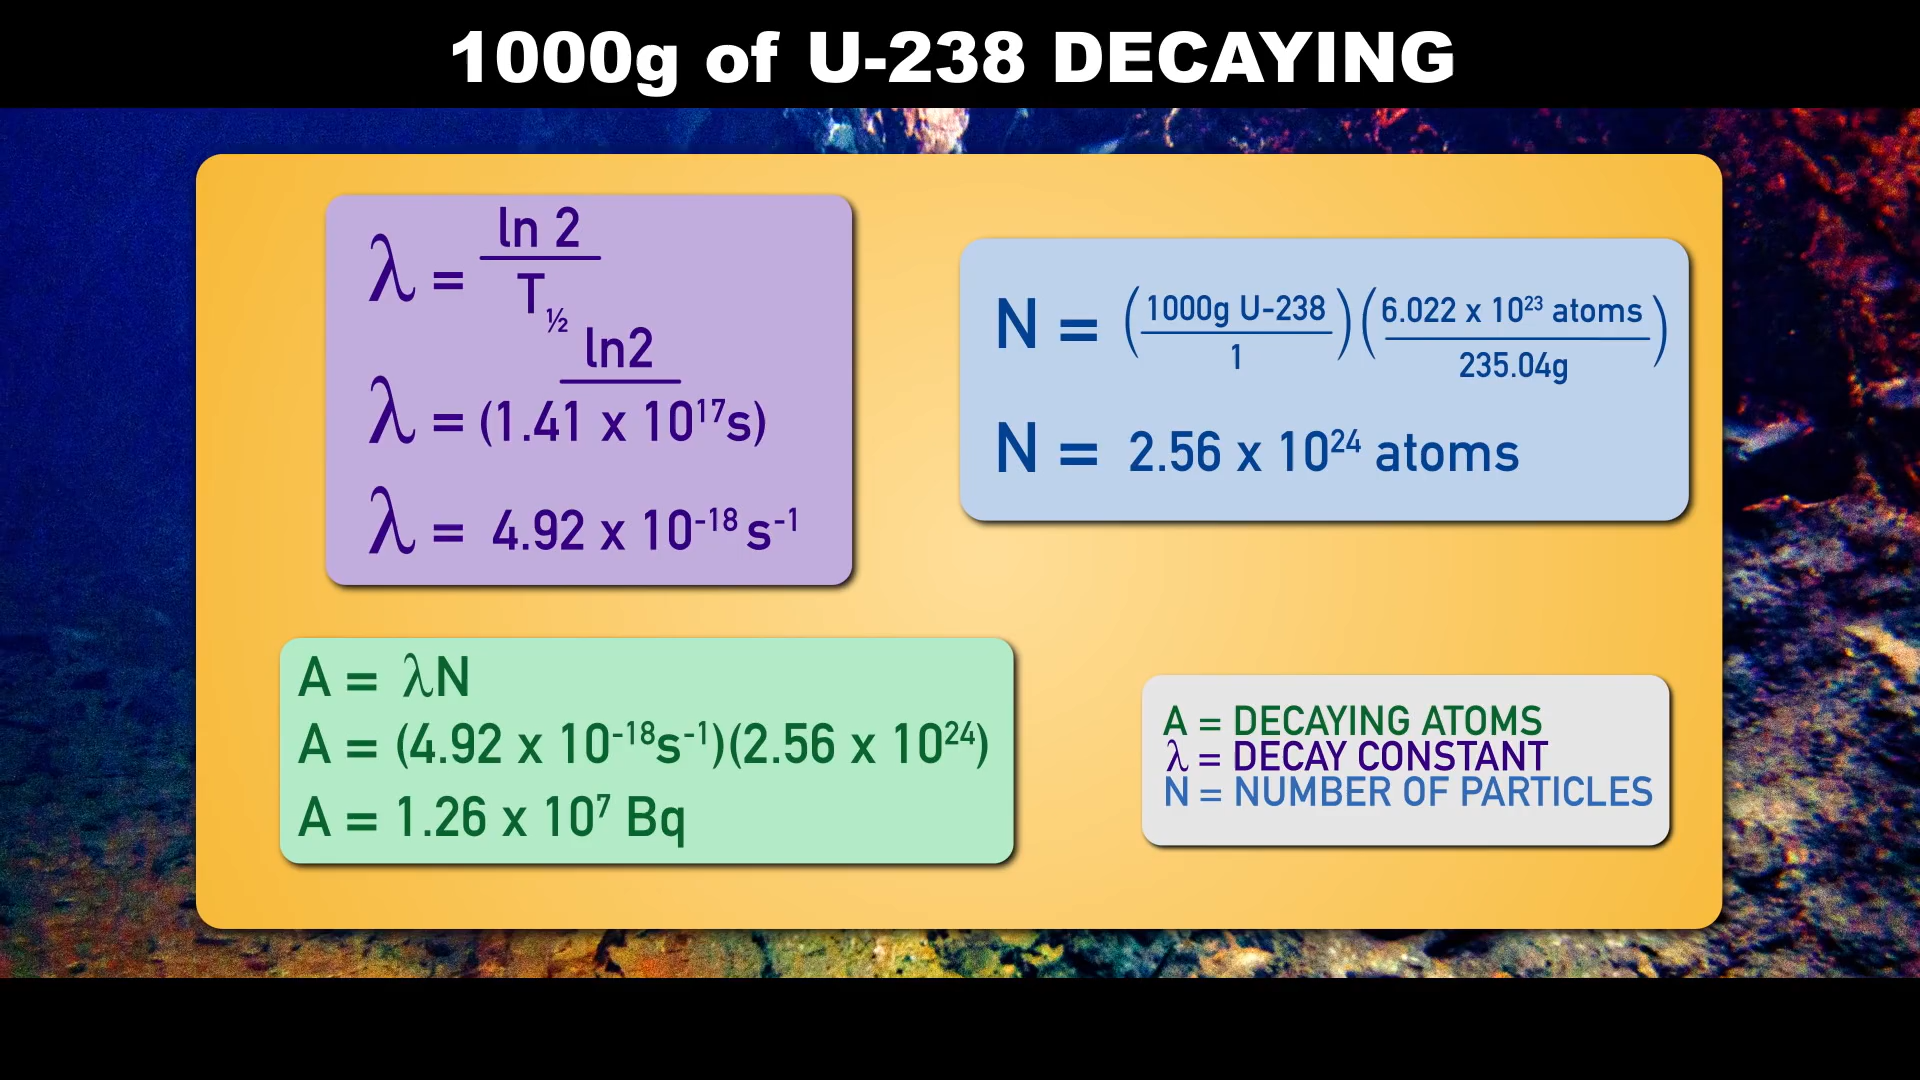 1000g of U-238 DECAYING
λ = ln 2 / T½
λ = ln2 / (1.41 x 10¹⁷s)
λ = 4.92 x 10⁻¹⁸ s⁻¹
N = (1000g U-238 / 1)(6.022 x 10²³ atoms / 235.04g)
N = 2.56 x 10²⁴ atoms
A = λN
A = (4.92 x 10⁻¹⁸s⁻¹)(2.56 x 10²⁴)
A = 1.26 x 10⁷ Bq
A = DECAYING ATOMS
λ = DECAY CONSTANT
N = NUMBER OF PARTICLES